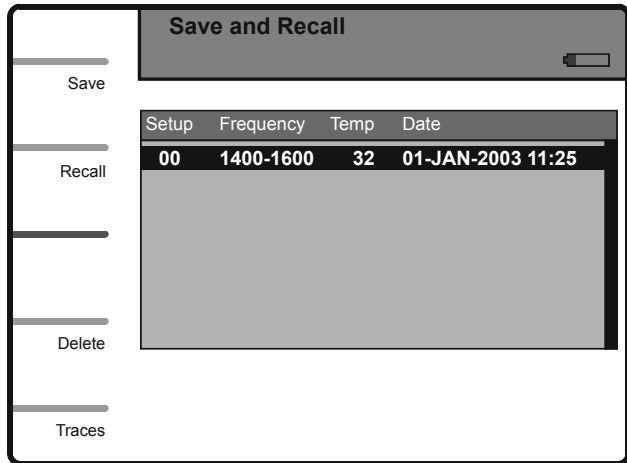 Save and Recall
Save
Recall
Delete
Traces
Setup Frequency Temp Date
00 1400-1600 32 01-JAN-2003 11:25